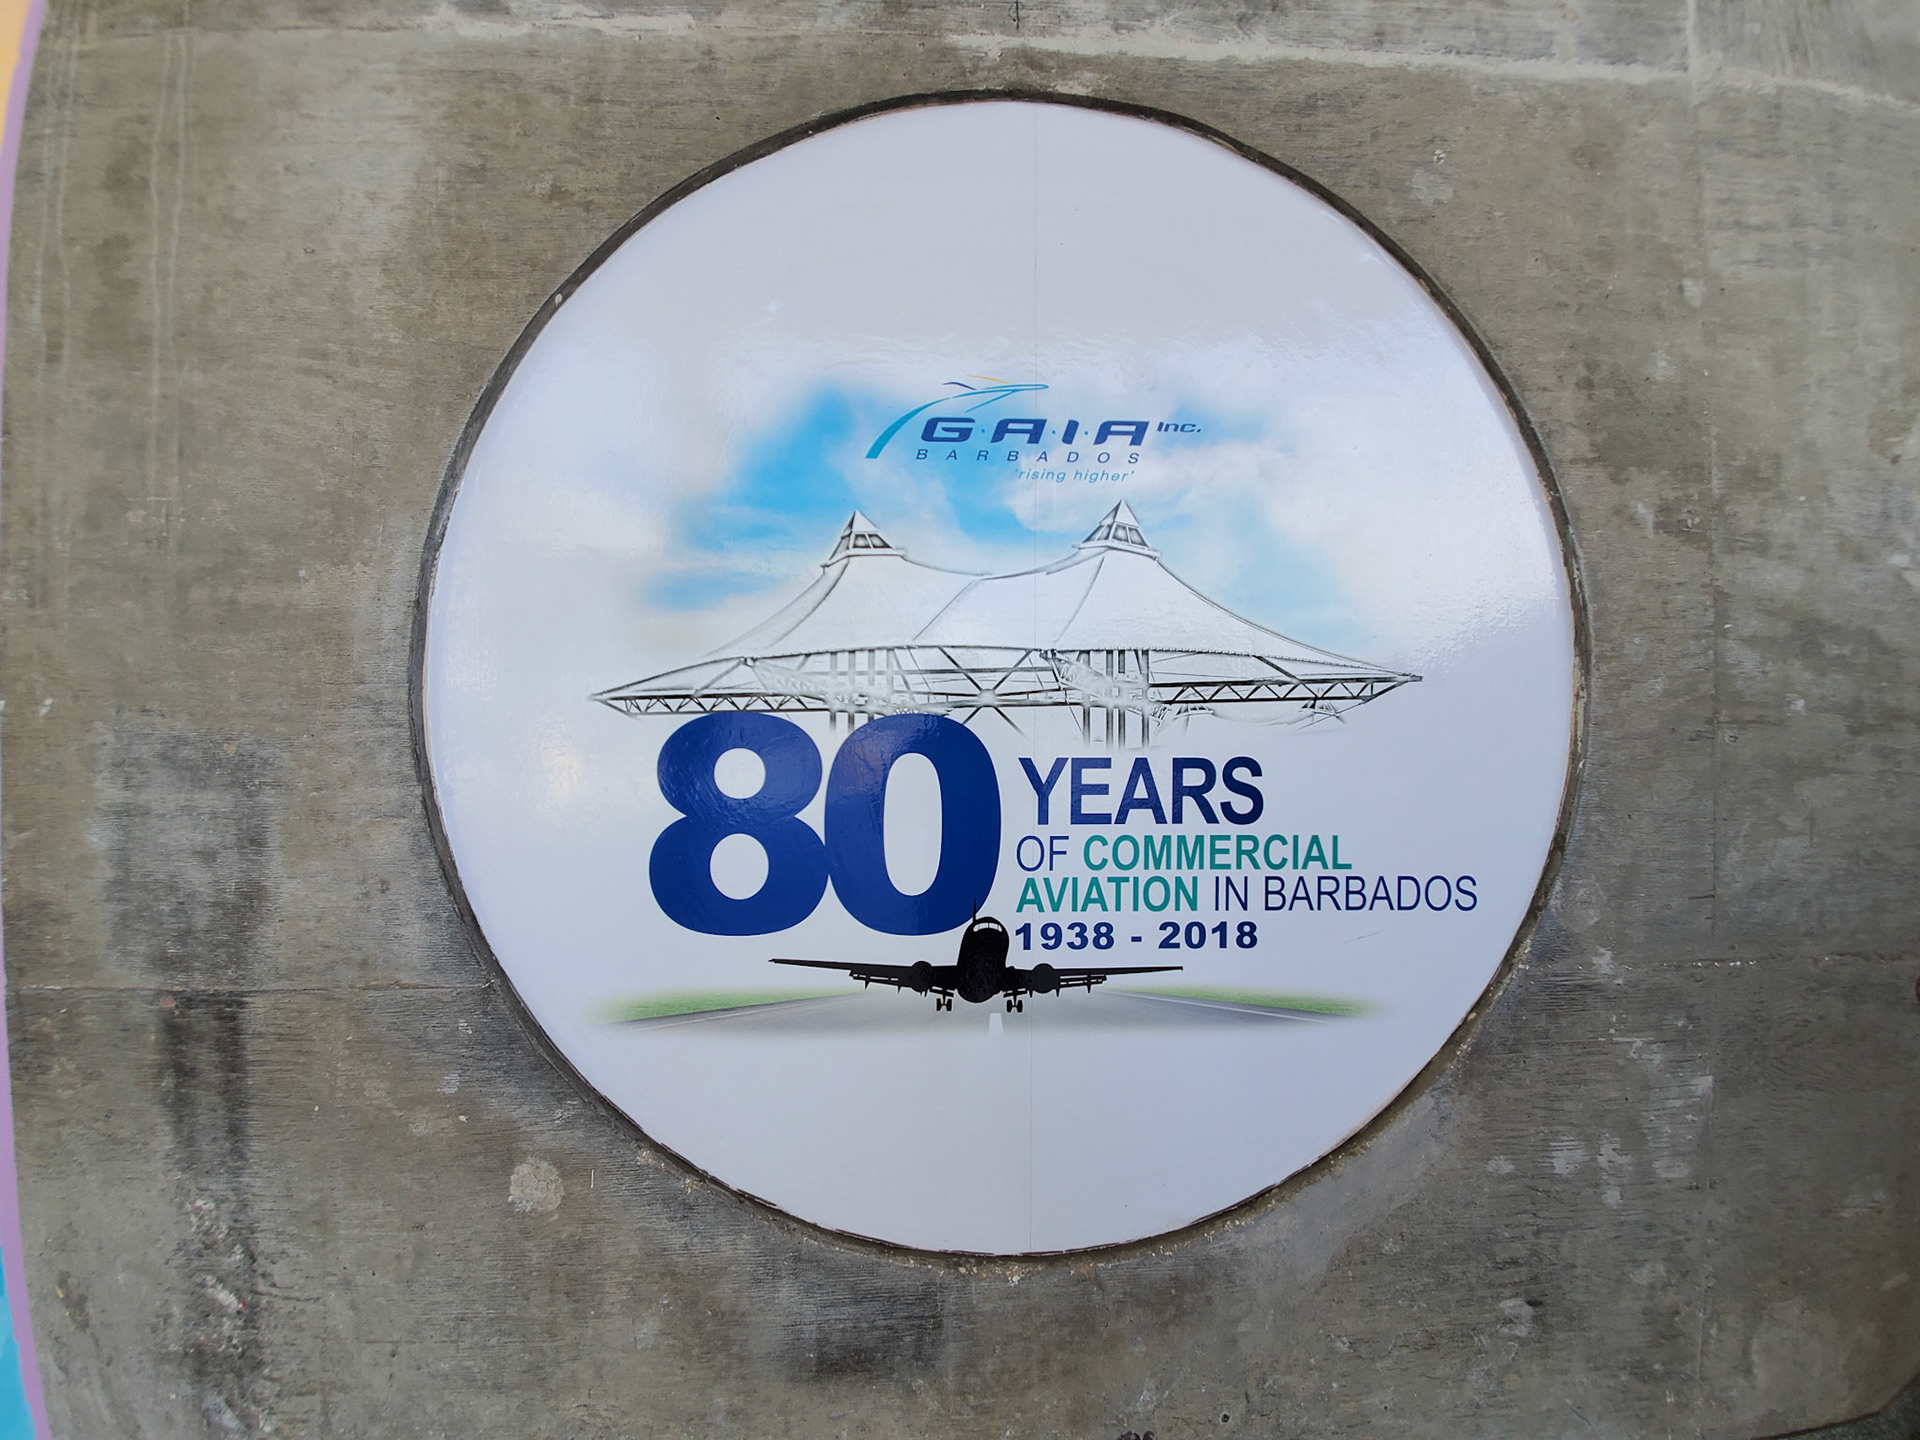 G·A·I·A Inc.
BARBADOS
'rising higher'
80 YEARS
OF COMMERCIAL
AVIATION IN BARBADOS
1938 - 2018